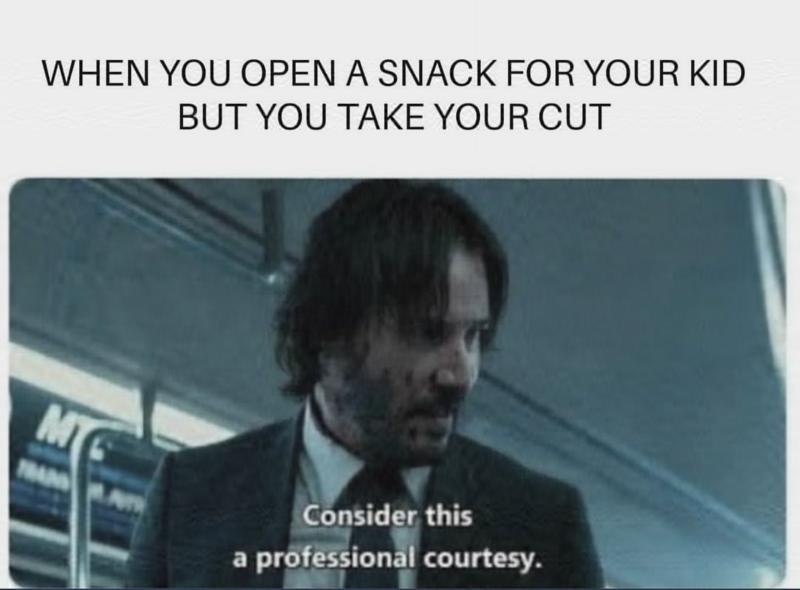 WHEN YOU OPEN A SNACK FOR YOUR KID
BUT YOU TAKE YOUR CUT
Consider this
a professional courtesy.